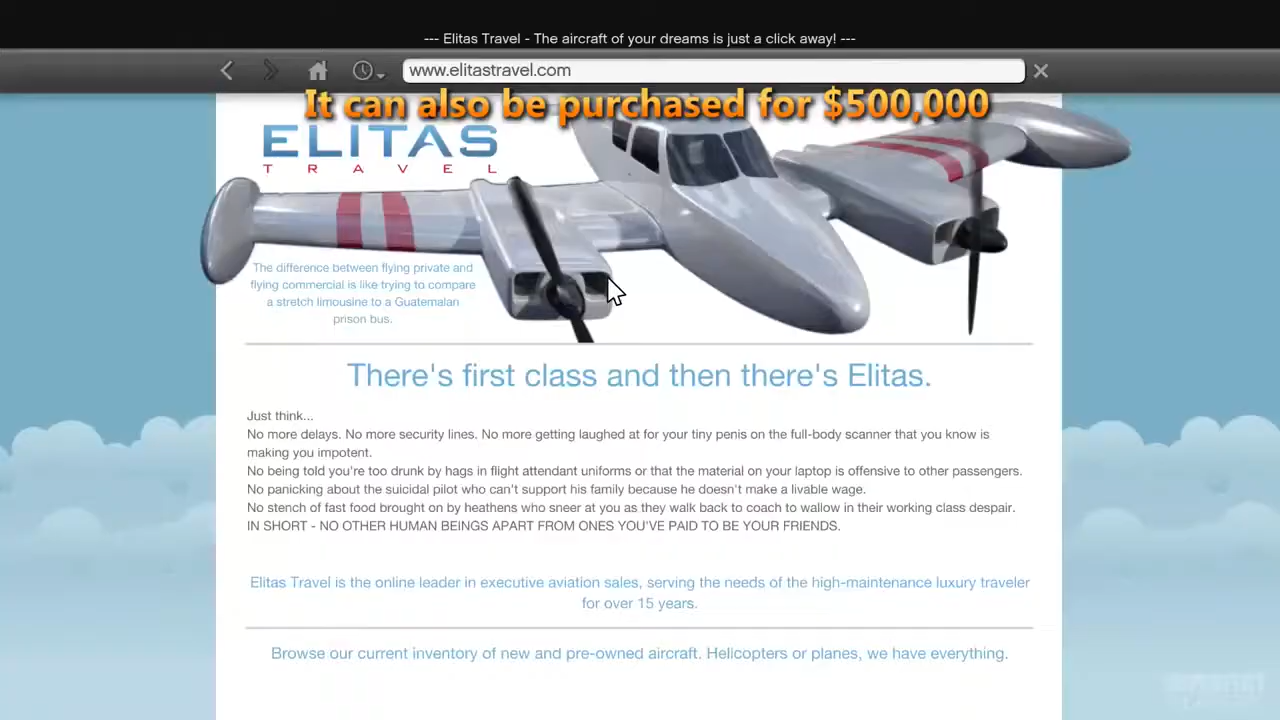 --- Elitas Travel - The aircraft of your dreams is just a click away! ---
www.elitastravel.com
It can also be purchased for $500,000
ELITAS
TRAVEL
The difference between flying private and
flying commercial is like trying to compare
a stretch limousine to a Guatemalan
prison bus.
There's first class and then there's Elitas.
Just think...
No more delays. No more security lines. No more getting laughed at for your tiny penis on the full-body scanner that you know is
making you impotent.
No being told you're too drunk by hags in flight attendant uniforms or that the material on your laptop is offensive to other passengers.
No panicking about the suicidal pilot who can't support his family because he doesn't make a livable wage.
No stench of fast food brought on by heathens who sneer at you as they walk back to coach to wallow in their working class despair.
IN SHORT - NO OTHER HUMAN BEINGS APART FROM ONES YOU'VE PAID TO BE YOUR FRIENDS.
Elitas Travel is the online leader in executive aviation sales, serving the needs of the high-maintenance luxury traveler
for over 15 years.
Browse our current inventory of new and pre-owned aircraft. Helicopters or planes, we have everything.